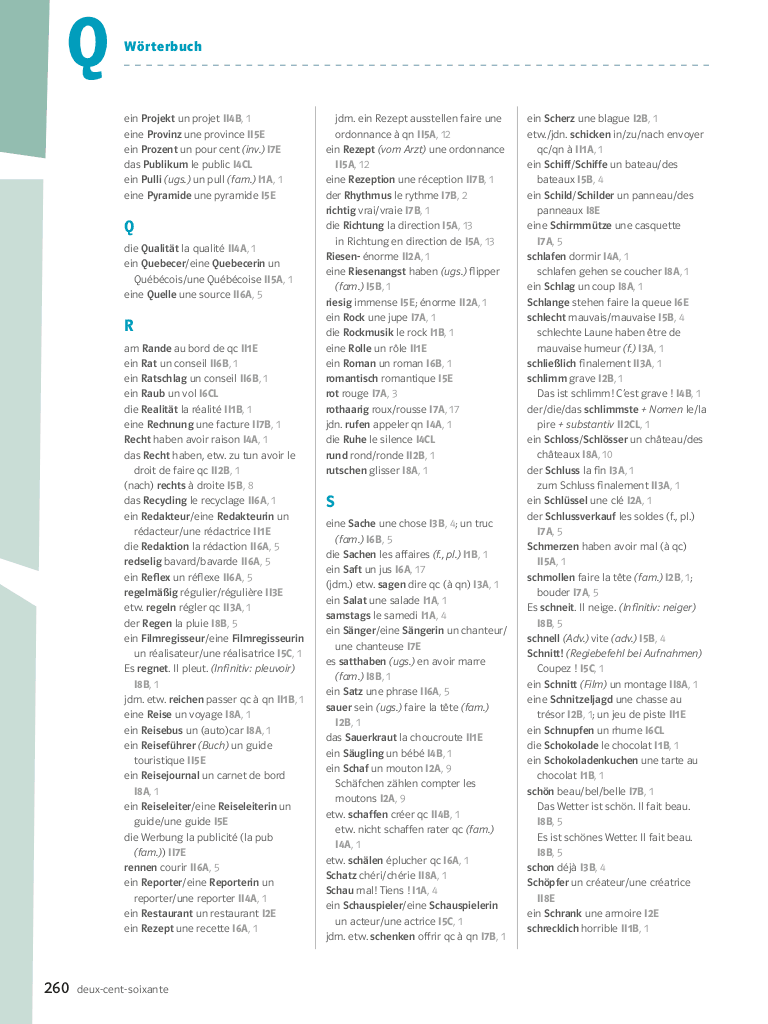 Q
Wörterbuch
ein Projekt un projet II4B, 1
eine Provinz une province II5E
ein Prozent un pour cent (inv.) I7E
das Publikum le public I4CL
ein Pulli (ugs.) un pull (fam.) I1A, 1
eine Pyramide une pyramide I5E
Q
die Qualität la qualité II4A, 1
ein Quebecer/eine Quebecerin un
Québécois/une Québécoise II5A, 1
eine Quelle une source II6A, 5
R
am Rande au bord de qc II1E
ein Rat un conseil II6B, 1
ein Ratschlag un conseil II6B, 1
ein Raub un vol I6CL
die Realität la réalité II1B, 1
eine Rechnung une facture II7B, 1
Recht haben avoir raison I4A, 1
das Recht haben, etw. zu tun avoir le
droit de faire qc II2B, 1
(nach) rechts à droite I5B, 8
das Recycling le recyclage II6A, 1
ein Redakteur/eine Redakteurin un
rédacteur/une rédactrice II1E
die Redaktion la rédaction II6A, 5
redselig bavard/bavarde II6A, 5
ein Reflex un réflexe II6A, 5
regelmäßig régulier/régulière II3E
etw. regeln régler qc II3A, 1
der Regen la pluie I8B, 5
ein Filmregisseur/eine Filmregisseurin
un réalisateur/une réalisatrice I5C, 1
Es regnet. Il pleut. (Infinitiv: pleuvoir)
I8B, 1
jdm. etw. reichen passer qc à qn II1B, 1
eine Reise un voyage I8A, 1
ein Reisebus un (auto)car I8A, 1
ein Reiseführer (Buch) un guide
touristique II5E
ein Reisejournal un carnet de bord
I8A, 1
ein Reiseleiter/eine Reiseleiterin un
guide/une guide I5E
die Werbung la publicité (la pub
(fam.)) II7E
rennen courir II6A, 5
ein Reporter/eine Reporterin un
reporter/une reporter II4A, 1
ein Restaurant un restaurant I2E
ein Rezept une recette I6A, 1
jdm. ein Rezept ausstellen faire une
ordonnance à qn II5A, 12
ein Rezept (vom Arzt) une ordonnance
II5A, 12
eine Rezeption une réception II7B, 1
der Rhythmus le rythme I7B, 2
richtig vrai/vraie I7B, 1
die Richtung la direction I5A, 13
in Richtung en direction de I5A, 13
Riesen- énorme II2A, 1
eine Riesenangst haben (ugs.) flipper
(fam.) I5B, 1
riesig immense I5E; énorme II2A, 1
ein Rock une jupe I7A, 1
die Rockmusik le rock I1B, 1
eine Rolle un rôle II1E
ein Roman un roman I6B, 1
romantisch romantique I5E
rot rouge I7A, 3
rothaarig roux/rousse I7A, 17
jdn. rufen appeler qn I4A, 1
die Ruhe le silence I4CL
rund rond/ronde II2B, 1
rutschen glisser I8A, 1
S
eine Sache une chose I3B, 4; un truc
(fam.) I6B, 5
die Sachen les affaires (f., pl.) I1B, 1
ein Saft un jus I6A, 17
(jdm.) etw. sagen dire qc (à qn) I3A, 1
ein Salat une salade I1A, 1
samstags le samedi I1A, 4
ein Sänger/eine Sängerin un chanteur/
une chanteuse I7E
es satthaben (ugs.) en avoir marre
(fam.) I8B, 1
ein Satz une phrase II6A, 5
sauer sein (ugs.) faire la tête (fam.)
I2B, 1
das Sauerkraut la choucroute II1E
ein Säugling un bébé I4B, 1
ein Schaf un mouton I2A, 9
Schäfchen zählen compter les
moutons I2A, 9
etw. schaffen créer qc II4B, 1
etw. nicht schaffen rater qc (fam.)
I4A, 1
etw. schälen éplucher qc I6A, 1
Schatz chéri/chérie II8A, 1
Schau mal! Tiens ! I1A, 4
ein Schauspieler/eine Schauspielerin
un acteur/une actrice I5C, 1
jdm. etw. schenken offrir qc à qn I7B, 1
ein Scherz une blague I2B, 1
etw./jdn. schicken in/zu/nach envoyer
qc/qn à II1A, 1
ein Schiff/Schiffe un bateau/des
bateaux I5B, 4
ein Schild/Schilder un panneau/des
panneaux I8E
eine Schirmmütze une casquette
I7A, 5
schlafen dormir I4A, 1
schlafen gehen se coucher I8A, 1
ein Schlag un coup I8A, 1
Schlange stehen faire la queue I6E
schlecht mauvais/mauvaise I5B, 4
schlechte Laune haben être de
mauvaise humeur (f.) I3A, 1
schließlich finalement II3A, 1
schlimm grave I2B, 1
Das ist schlimm! C'est grave ! I4B, 1
der/die/das schlimmste + Nomen le/la
pire + substantiv II2CL, 1
ein Schloss/Schlösser un château/des
châteaux I8A, 10
der Schluss la fin I3A, 1
zum Schluss finalement II3A, 1
ein Schlüssel une clé I2A, 1
der Schlussverkauf les soldes (f., pl.)
I7A, 5
Schmerzen haben avoir mal (à qc)
II5A, 1
schmollen faire la tête (fam.) I2B, 1;
bouder I7A, 5
Es schneit. Il neige. (Infinitiv: neiger)
I8B, 5
schnell (Adv.) vite (adv.) I5B, 4
Schnitt! (Regiebefehl bei Aufnahmen)
Coupez ! I5C, 1
ein Schnitt (Film) un montage II8A, 1
eine Schnitzeljagd une chasse au
trésor I2B, 1; un jeu de piste II1E
ein Schnupfen un rhume I6CL
die Schokolade le chocolat I1B, 1
ein Schokoladenkuchen une tarte au
chocolat I1B, 1
schön beau/bel/belle I7B, 1
Das Wetter ist schön. Il fait beau.
I8B, 5
Es ist schönes Wetter. Il fait beau.
I8B, 5
schon déjà I3B, 4
Schöpfer un créateur/une créatrice
II8E
ein Schrank une armoire I2E
schrecklich horrible II1B, 1
260 deux-cent-soixante